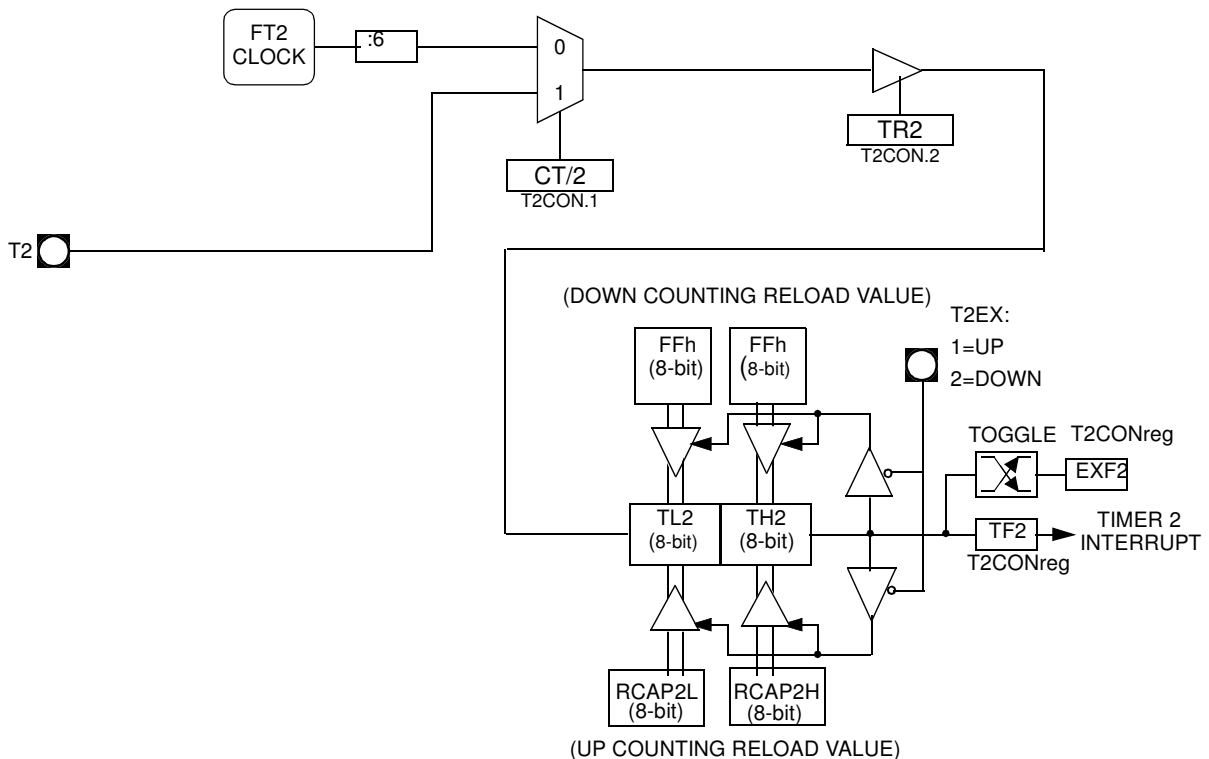 FT2
CLOCK
:6
0
1
TR2
T2CON.2
CT/2
T2CON.1
T2
(DOWN COUNTING RELOAD VALUE)
T2EX:
1=UP
2=DOWN
FFh
(8-bit)
FFh
(8-bit)
TOGGLE
T2CONreg
EXF2
TL2
(8-bit)
TH2
(8-bit)
TF2
T2CONreg
TIMER 2
INTERRUPT
RCAP2L
(8-bit)
RCAP2H
(8-bit)
(UP COUNTING RELOAD VALUE)